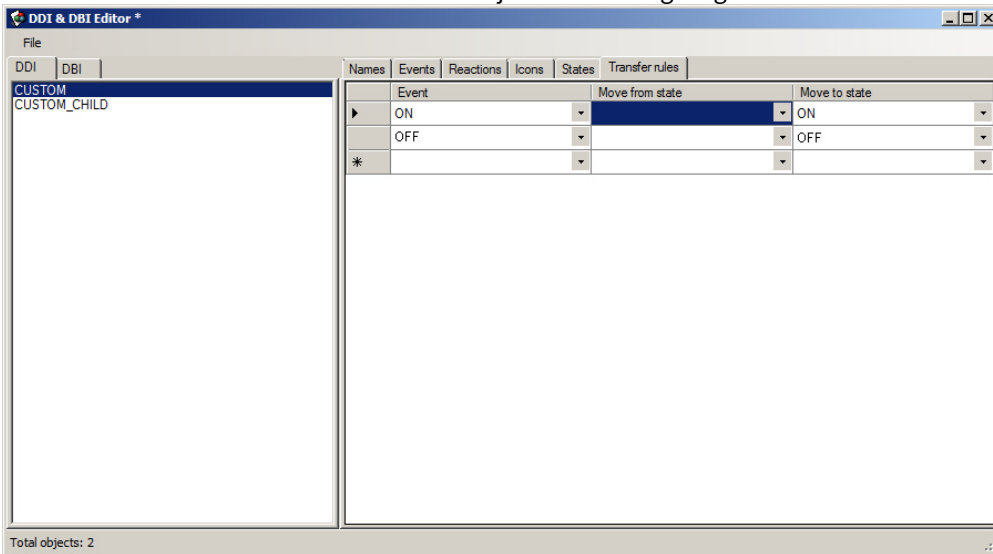 DDI & DBI Editor *
File
DDI DBI
Names Events Reactions Icons States Transfer rules
CUSTOM
CUSTOM_CHILD
Event Move from state Move to state
ON ON
OFF OFF
Total objects: 2